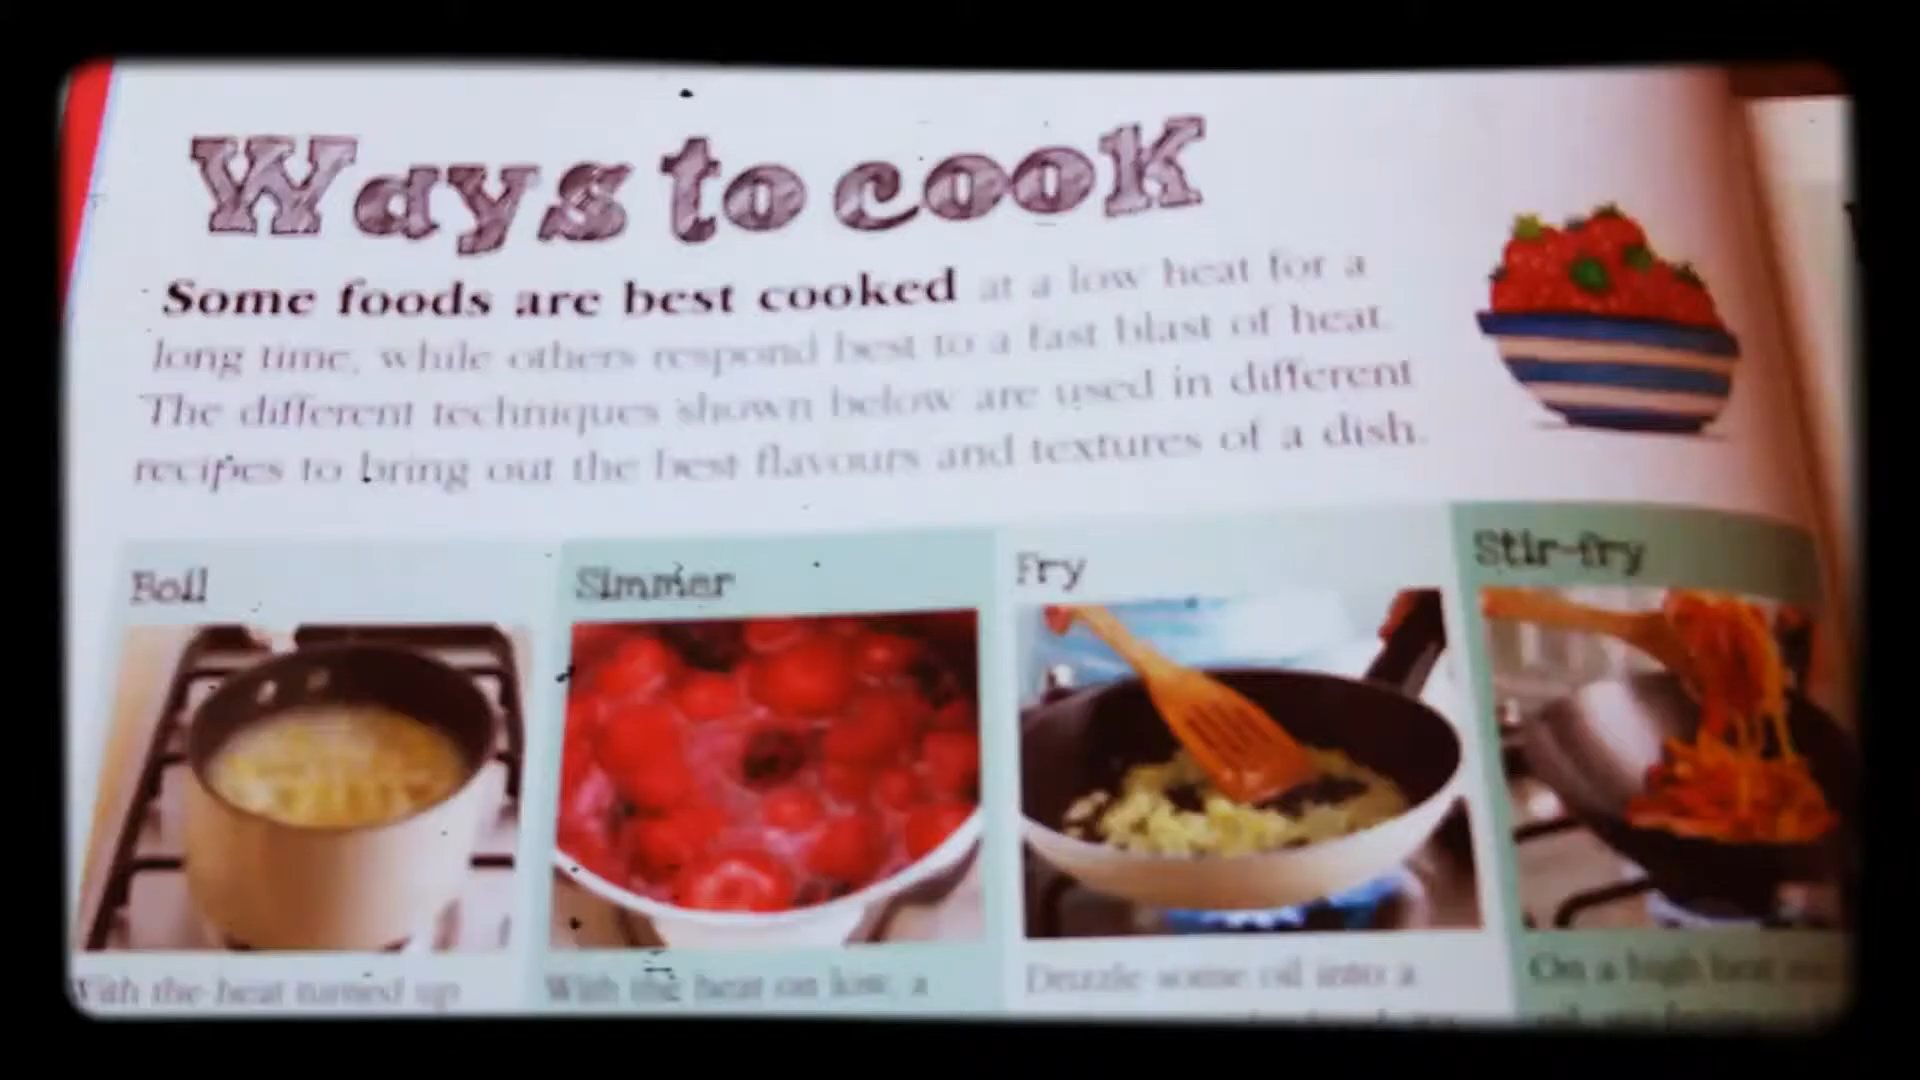 Ways to cook
Some foods are best cooked at a low heat for a
long time, while others respond best to a fast blast of heat.
The different techniques shown below are used in different
recipes to bring out the best flavours and textures of a dish.
Boil
Simmer
Fry
Stir-fry
With the heat turned up
With the heat on low, a
Drizzle some oil into a
On a high heat